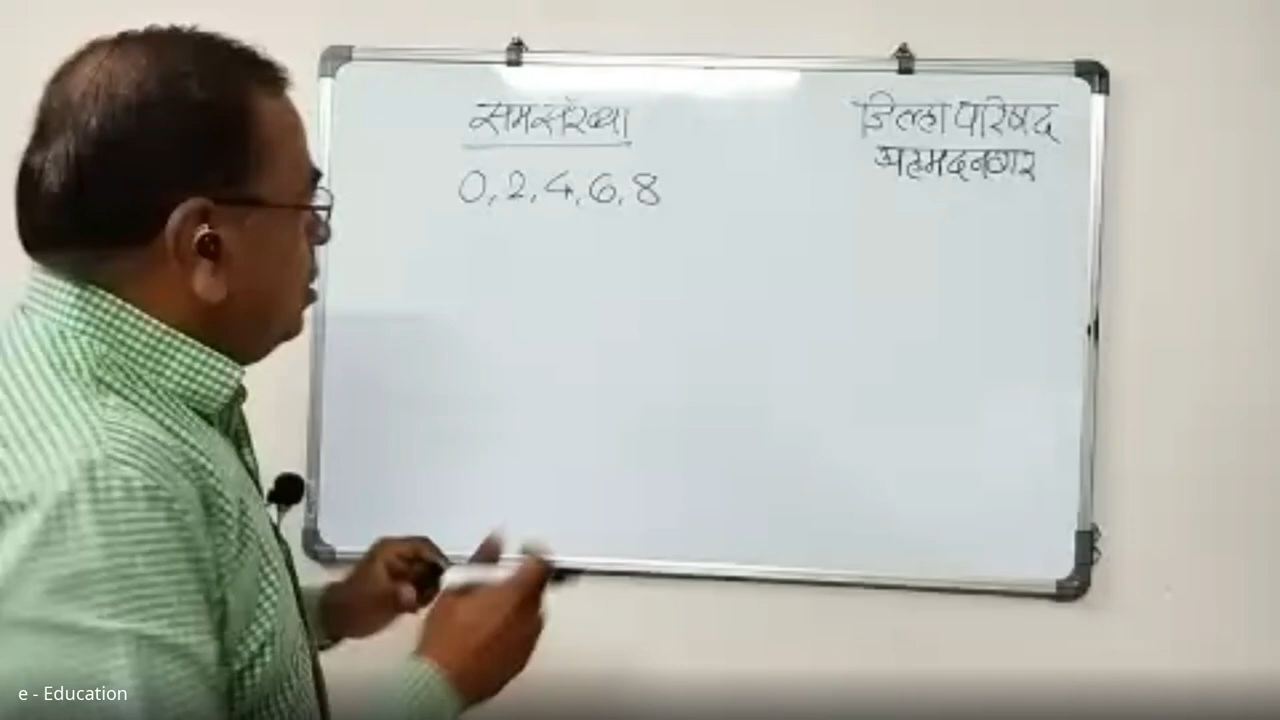 समसंख्या
0, 2, 4, 6, 8
जिल्हा परिषद
अहमदनगर
e - Education